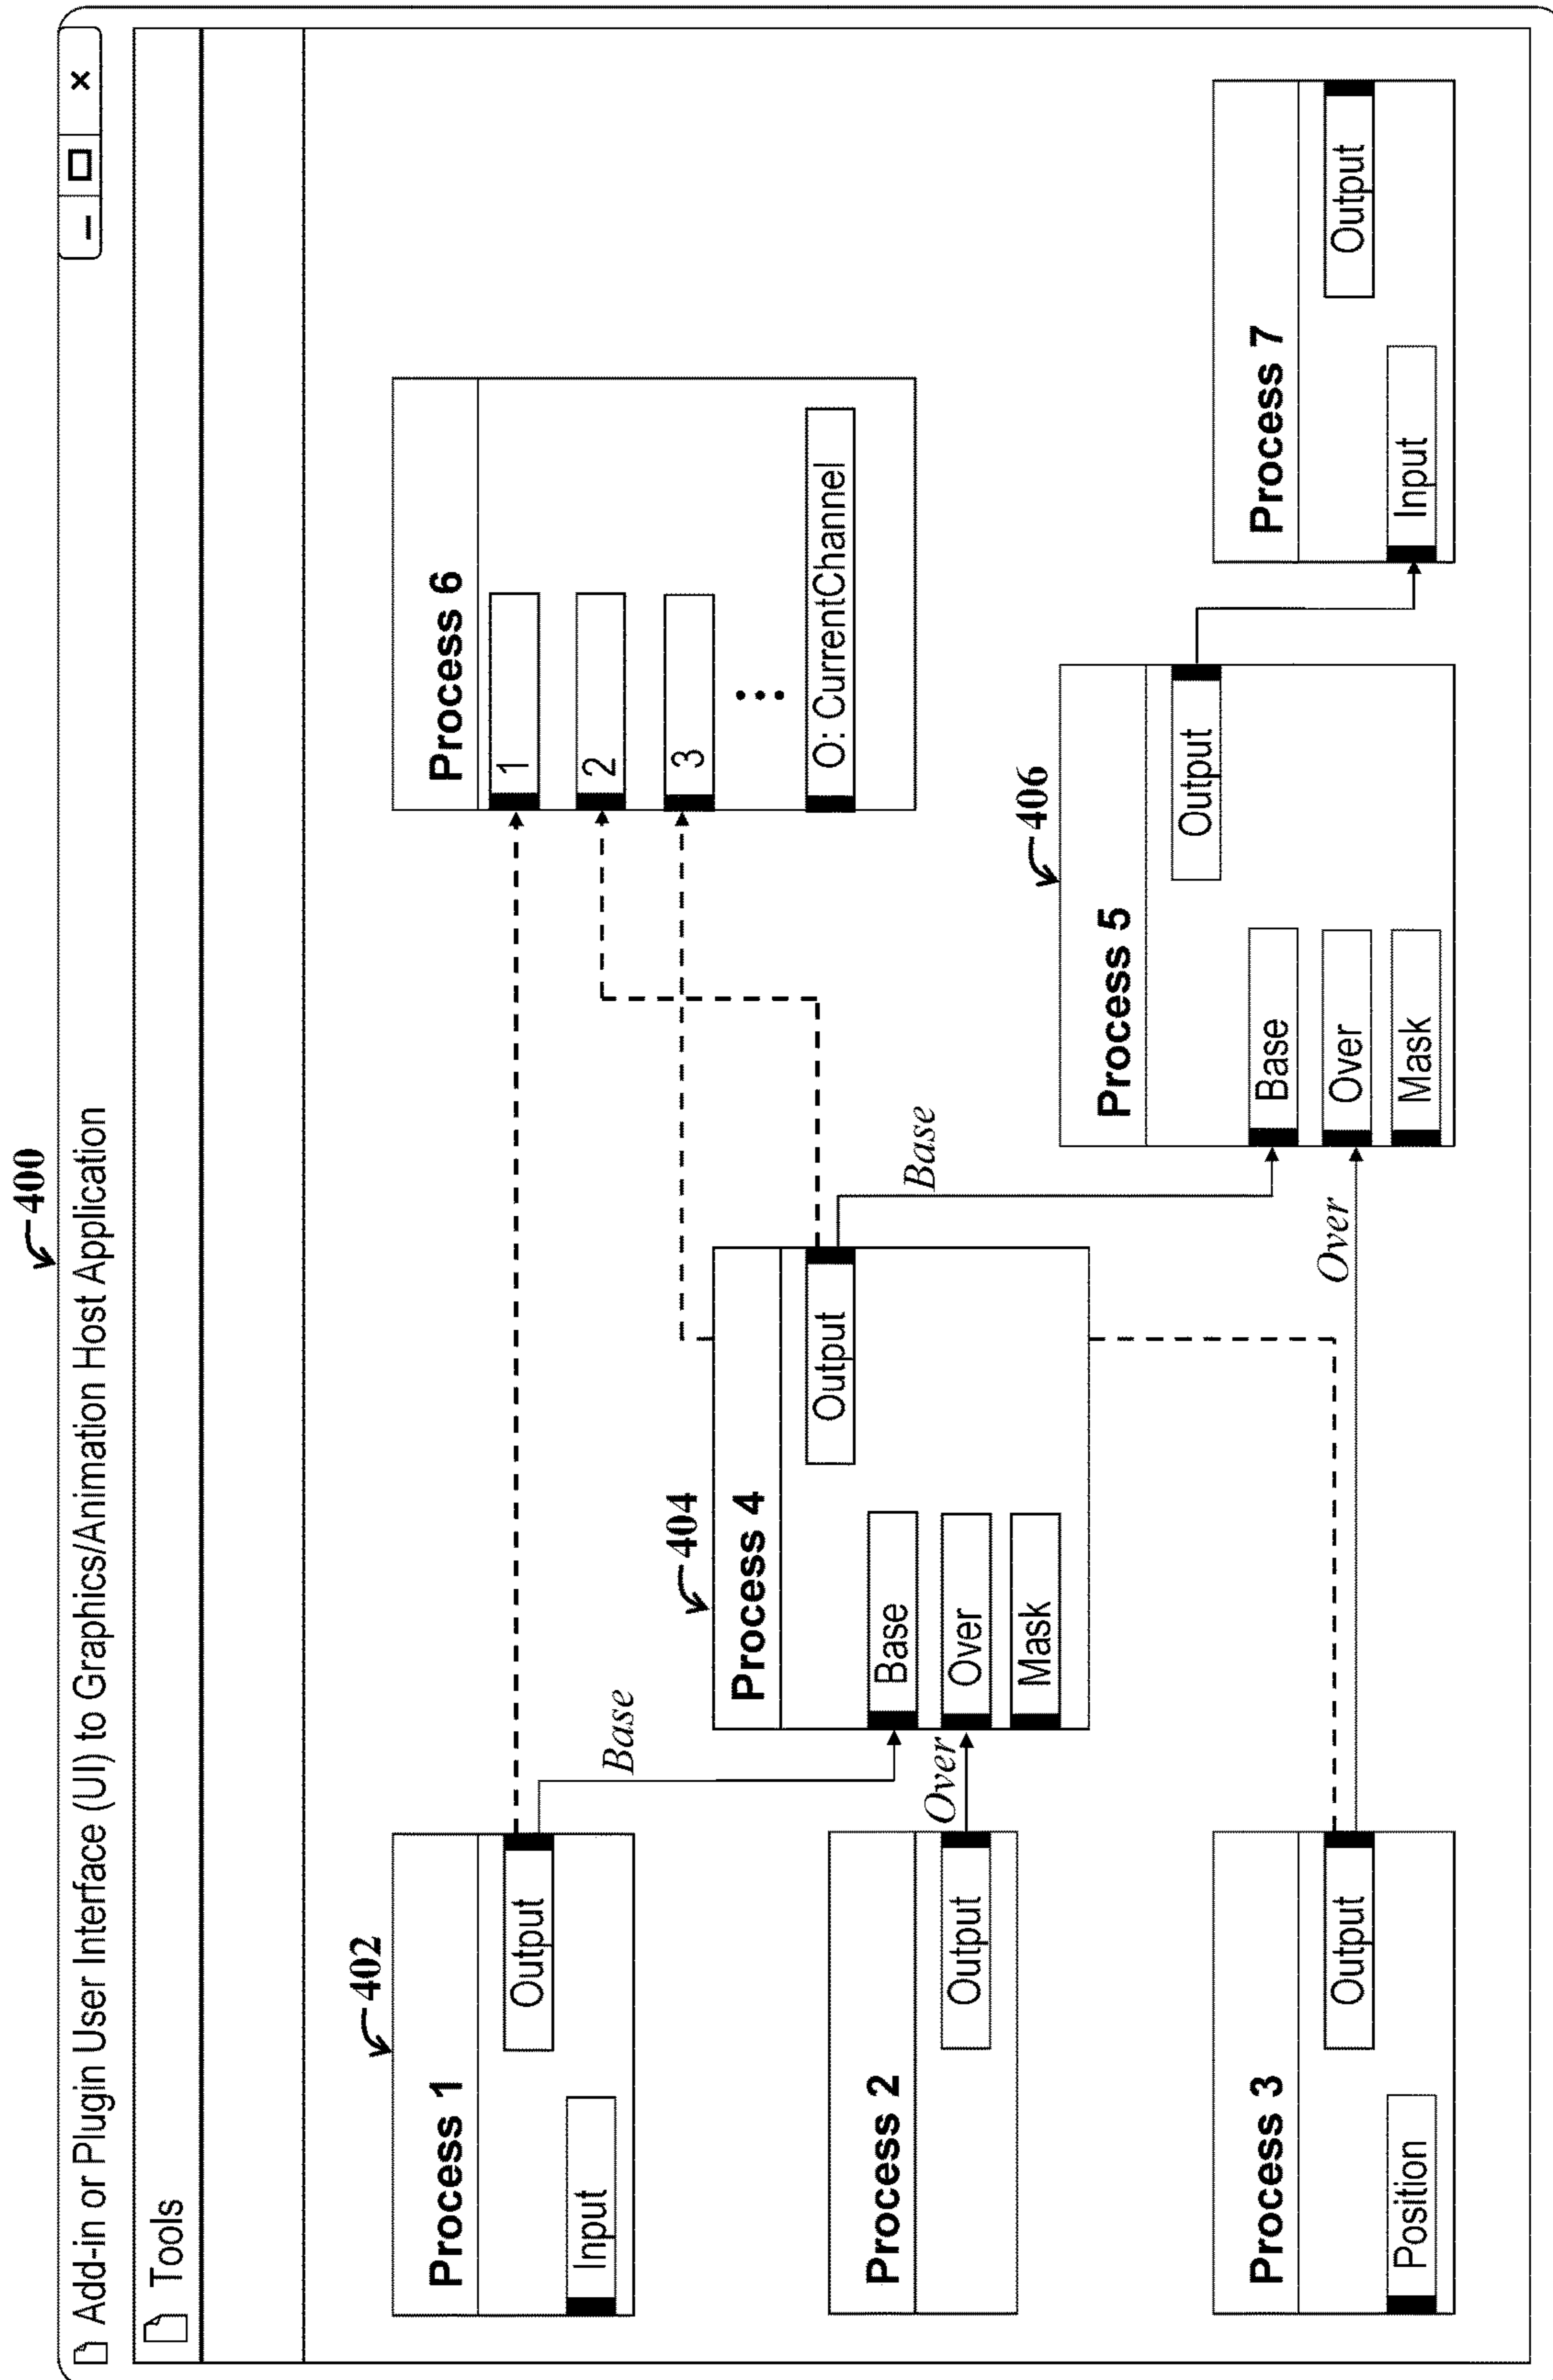 400
Add-in or Plugin User Interface (UI) to Graphics/Animation Host Application
Tools
402
Process 1
Input
Output
Base
Process 2
Output
Over
Process 3
Position
Output
Over
404
Process 4
Output
Base
Over
Mask
Base
406
Process 5
Output
Base
Over
Mask
Process 6
1
2
3
O: CurrentChannel
Process 7
Input
Output